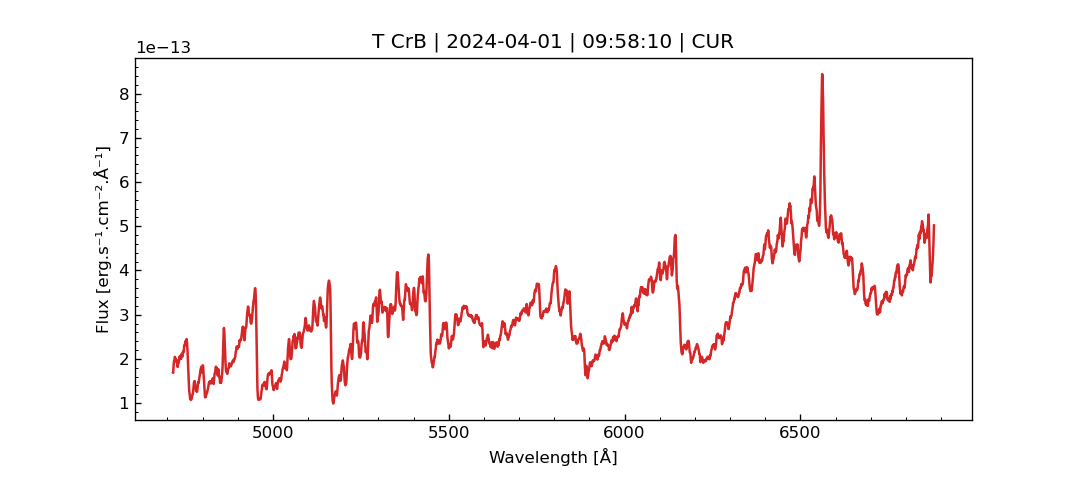 T CrB | 2024-04-01 | 09:58:10 | CUR
1e−13
8
7
6
5
4
3
2
1
Flux [erg.s⁻¹.cm⁻².Å⁻¹]
5000 5500 6000 6500
Wavelength [Å]